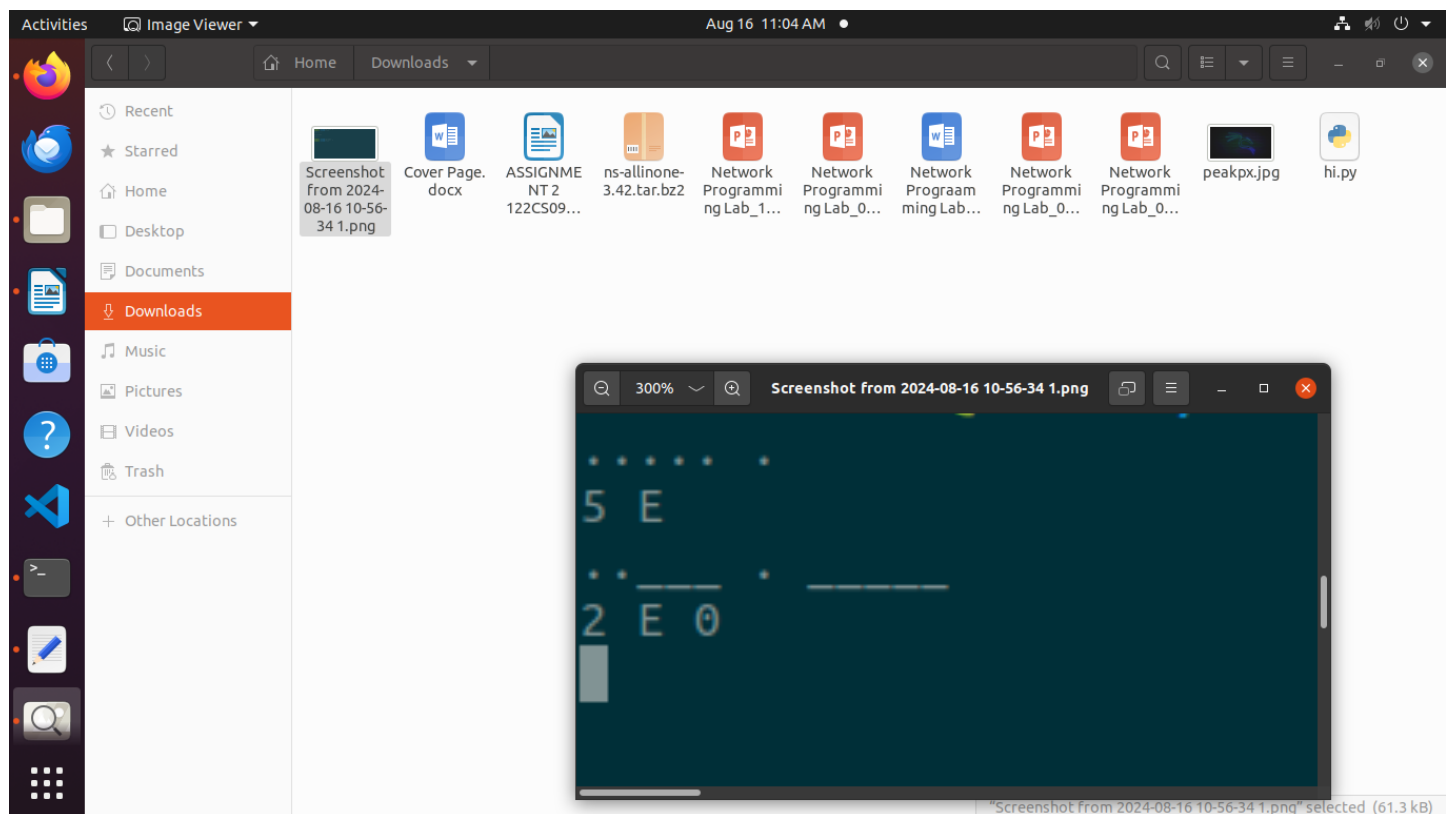 Activities
Image Viewer
Aug 16 11:04 AM
Home
Downloads
Recent
Starred
Home
Desktop
Documents
Downloads
Music
Pictures
Videos
Trash
Other Locations
Screenshot
from 2024-
08-16 10-56-
34 1.png
Cover Page.
docx
ASSIGNME
NT 2
122CS09...
ns-allinone-
3.42.tar.bz2
Network
Programmi
ng Lab_1...
Network
Programmi
ng Lab_0...
Network
Prograam
ming Lab...
Network
Programmi
ng Lab_0...
Network
Programmi
ng Lab_0...
peakpx.jpg
hi.py
300%
Screenshot from 2024-08-16 10-56-34 1.png
..... .
5 E
..___ . _____
2 E 0
"Screenshot from 2024-08-16 10-56-34 1.png" selected (61.3 kB)